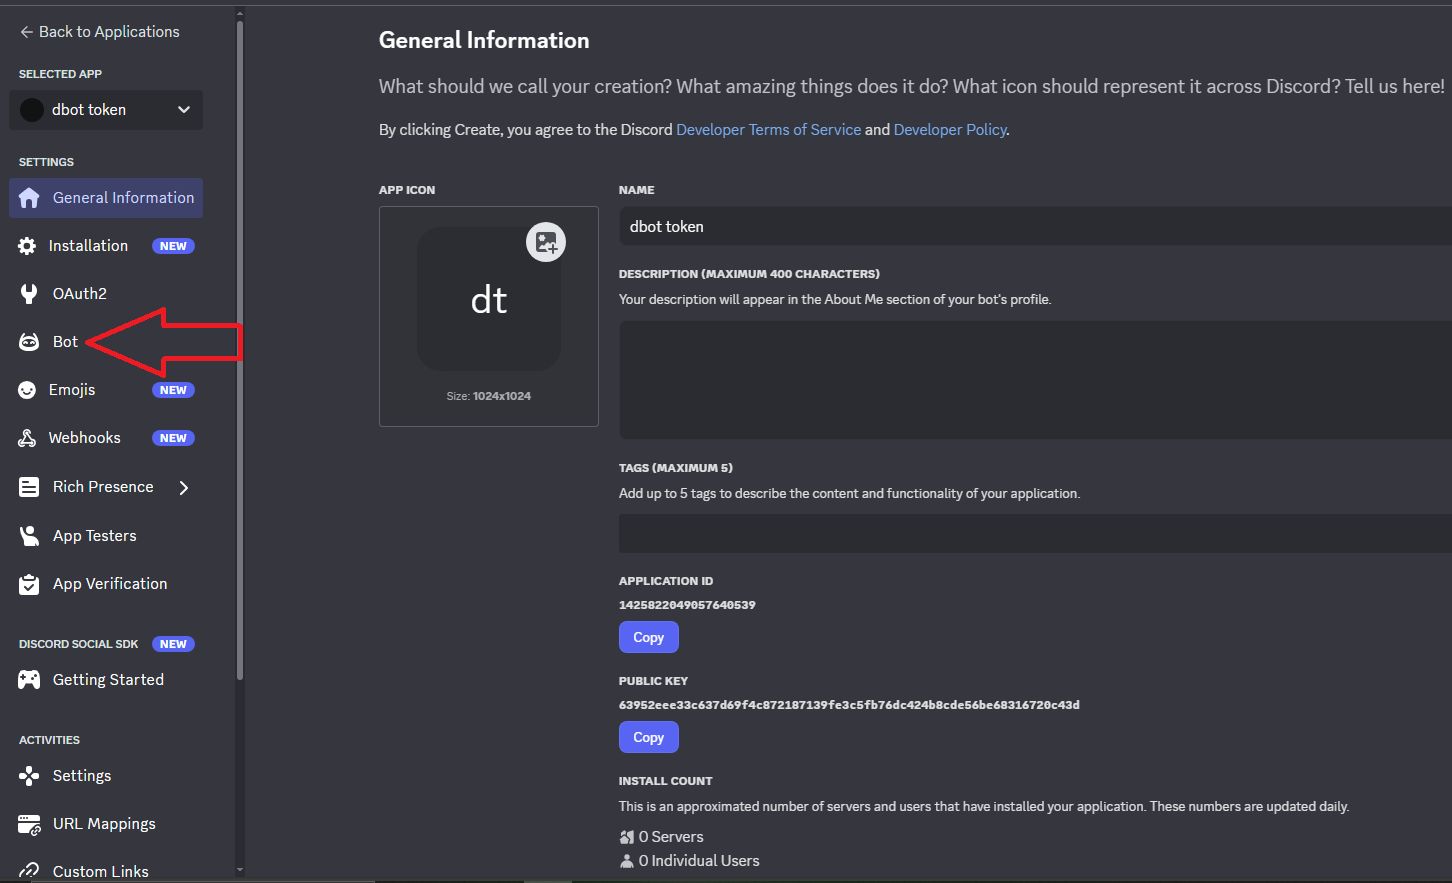 Back to Applications
SELECTED APP
dbot token
SETTINGS
General Information
Installation NEW
OAuth2
Bot
Emojis NEW
Webhooks NEW
Rich Presence
App Testers
App Verification
DISCORD SOCIAL SDK NEW
Getting Started
ACTIVITIES
Settings
URL Mappings
Custom Links
General Information
What should we call your creation? What amazing things does it do? What icon should represent it across Discord? Tell us here!
By clicking Create, you agree to the Discord Developer Terms of Service and Developer Policy.
APP ICON
dt
Size: 1024x1024
NAME
dbot token
DESCRIPTION (MAXIMUM 400 CHARACTERS)
Your description will appear in the About Me section of your bot's profile.
TAGS (MAXIMUM 5)
Add up to 5 tags to describe the content and functionality of your application.
APPLICATION ID
1425822049057640539
Copy
PUBLIC KEY
63952eee33c637d69f4c872187139fe3c5fb76dc424b8cde56be68316720c43d
Copy
INSTALL COUNT
This is an approximated number of servers and users that have installed your application. These numbers are updated daily.
0 Servers
0 Individual Users